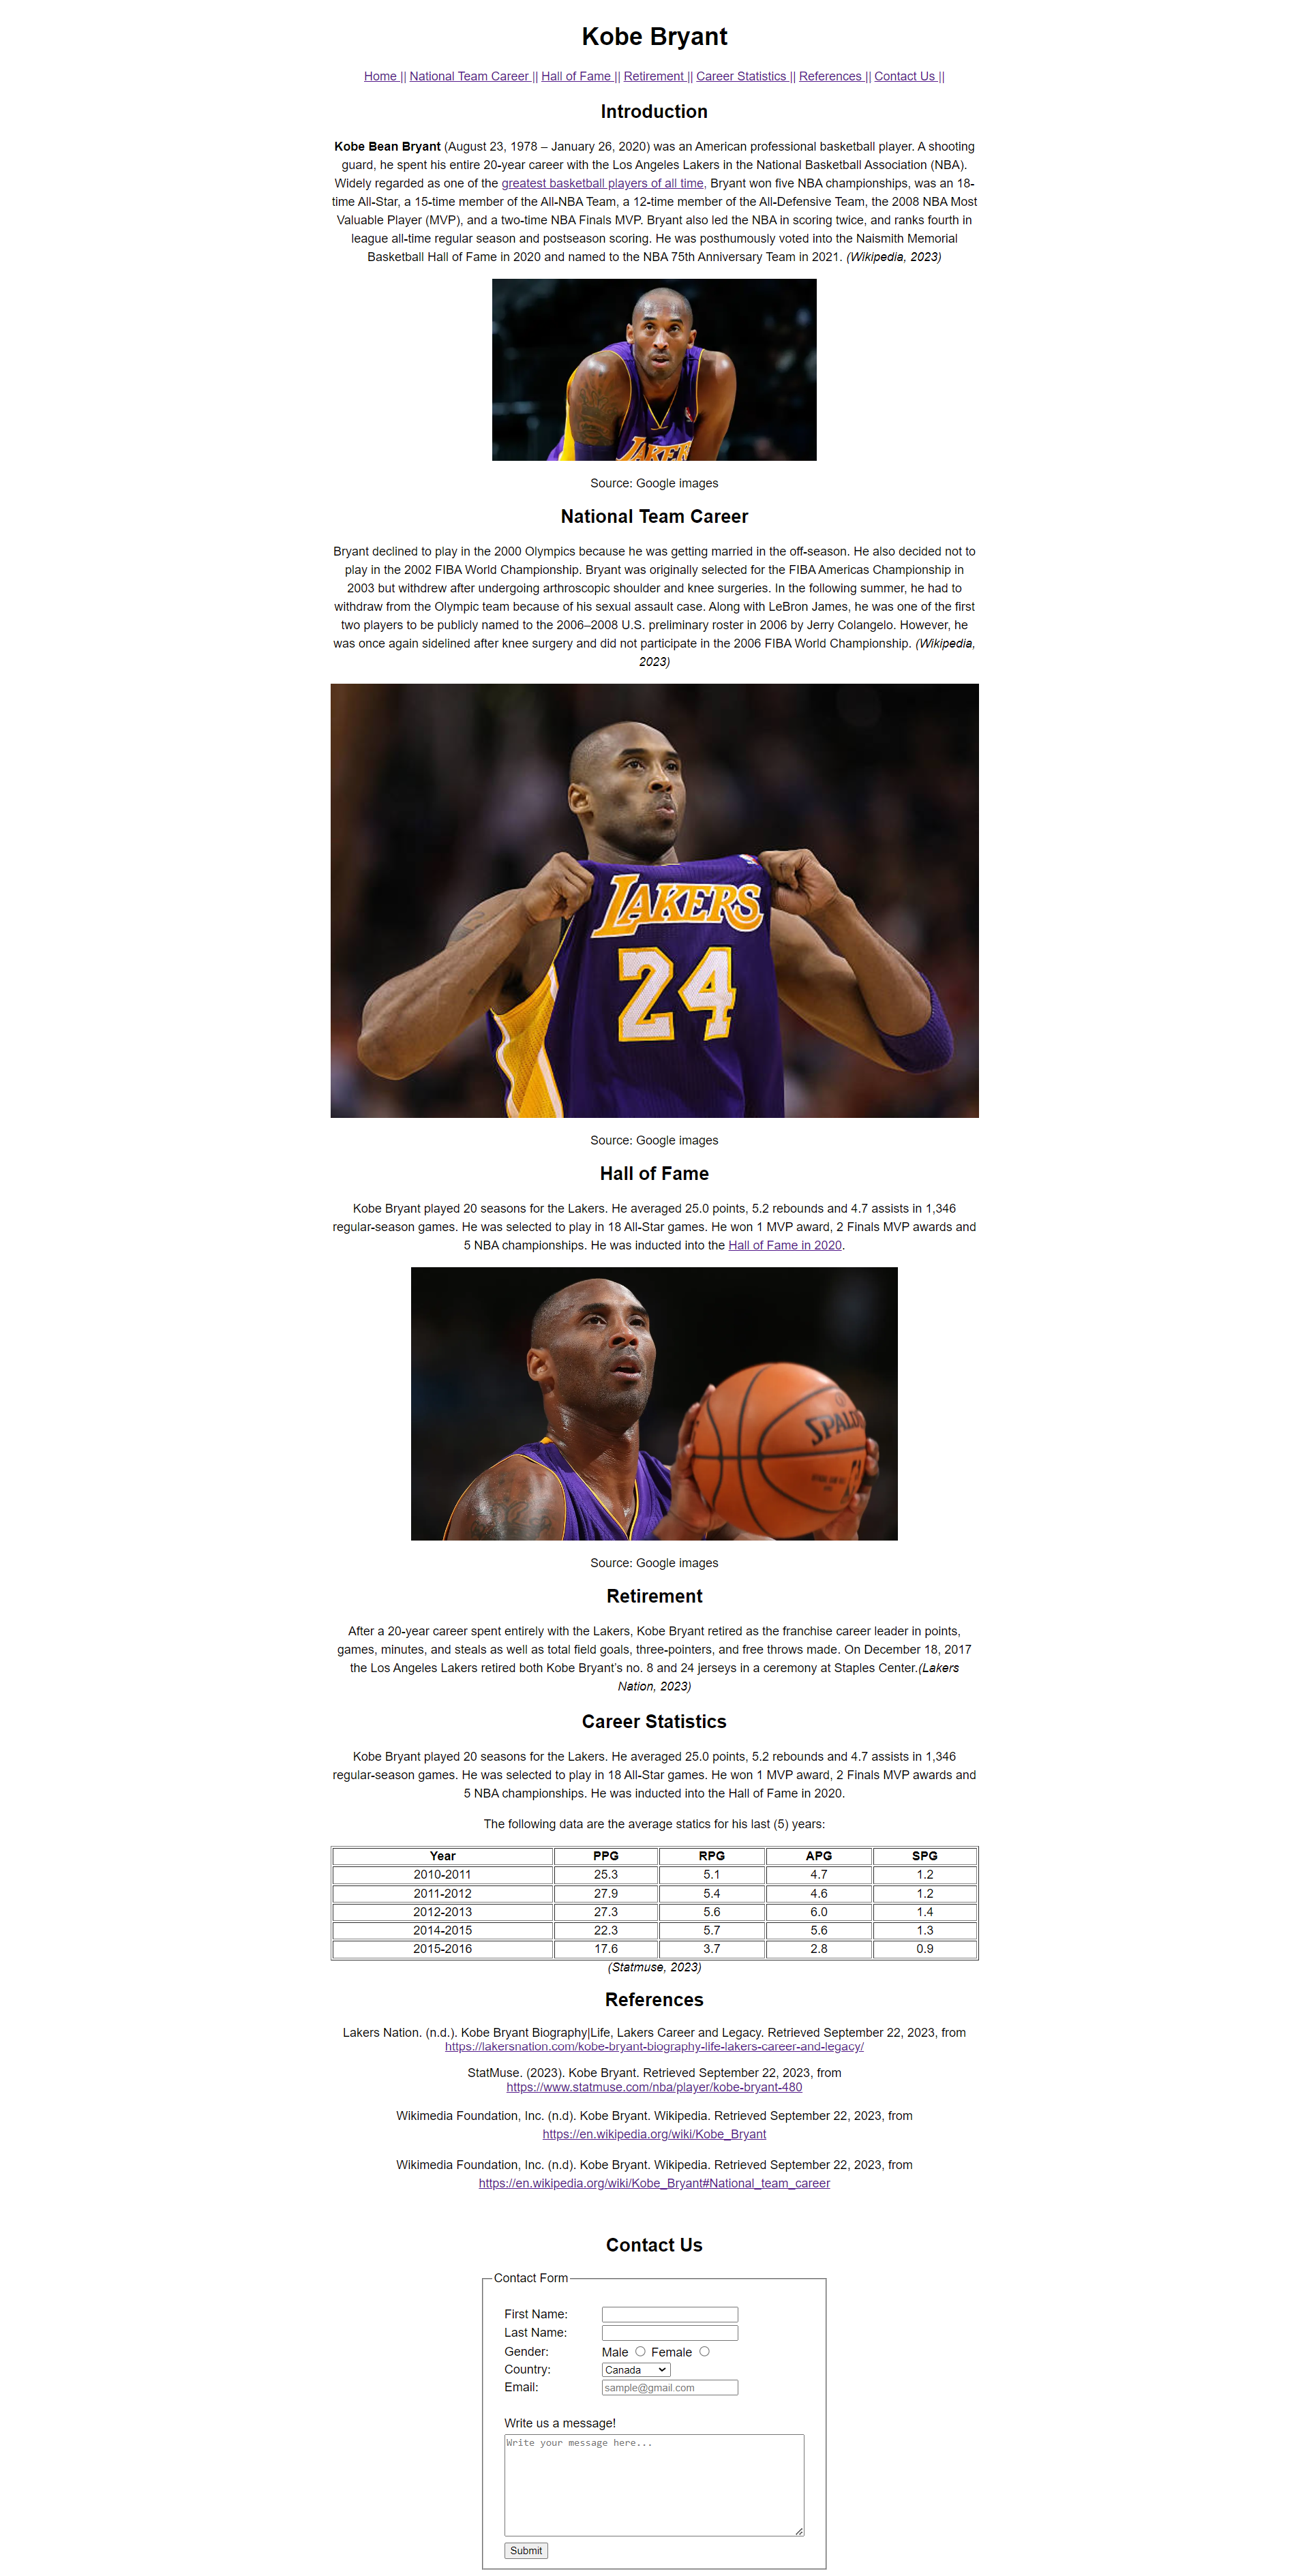 Kobe Bryant
Home || National Team Career || Hall of Fame || Retirement || Career Statistics || References || Contact Us ||
Introduction
Kobe Bean Bryant (August 23, 1978 – January 26, 2020) was an American professional basketball player. A shooting
guard, he spent his entire 20-year career with the Los Angeles Lakers in the National Basketball Association (NBA).
Widely regarded as one of the greatest basketball players of all time, Bryant won five NBA championships, was an 18-
time All-Star, a 15-time member of the All-NBA Team, a 12-time member of the All-Defensive Team, the 2008 NBA Most
Valuable Player (MVP), and a two-time NBA Finals MVP. Bryant also led the NBA in scoring twice, and ranks fourth in
league all-time regular season and postseason scoring. He was posthumously voted into the Naismith Memorial
Basketball Hall of Fame in 2020 and named to the NBA 75th Anniversary Team in 2021. (Wikipedia, 2023)
LAKER
Source: Google images
National Team Career
Bryant declined to play in the 2000 Olympics because he was getting married in the off-season. He also decided not to
play in the 2002 FIBA World Championship. Bryant was originally selected for the FIBA Americas Championship in
2003 but withdrew after undergoing arthroscopic shoulder and knee surgeries. In the following summer, he had to
withdraw from the Olympic team because of his sexual assault case. Along with LeBron James, he was one of the first
two players to be publicly named to the 2006–2008 U.S. preliminary roster in 2006 by Jerry Colangelo. However, he
was once again sidelined after knee surgery and did not participate in the 2006 FIBA World Championship. (Wikipedia,
2023)
LAKERS
24
Source: Google images
Hall of Fame
Kobe Bryant played 20 seasons for the Lakers. He averaged 25.0 points, 5.2 rebounds and 4.7 assists in 1,346
regular-season games. He was selected to play in 18 All-Star games. He won 1 MVP award, 2 Finals MVP awards and
5 NBA championships. He was inducted into the Hall of Fame in 2020.
SPALD
Source: Google images
Retirement
After a 20-year career spent entirely with the Lakers, Kobe Bryant retired as the franchise career leader in points,
games, minutes, and steals as well as total field goals, three-pointers, and free throws made. On December 18, 2017
the Los Angeles Lakers retired both Kobe Bryant's no. 8 and 24 jerseys in a ceremony at Staples Center.(Lakers
Nation, 2023)
Career Statistics
Kobe Bryant played 20 seasons for the Lakers. He averaged 25.0 points, 5.2 rebounds and 4.7 assists in 1,346
regular-season games. He was selected to play in 18 All-Star games. He won 1 MVP award, 2 Finals MVP awards and
5 NBA championships. He was inducted into the Hall of Fame in 2020.
The following data are the average statics for his last (5) years:
Year PPG RPG APG SPG
2010-2011 25.3 5.1 4.7 1.2
2011-2012 27.9 5.4 4.6 1.2
2012-2013 27.3 5.6 6.0 1.4
2014-2015 22.3 5.7 5.6 1.3
2015-2016 17.6 3.7 2.8 0.9
(Statmuse, 2023)
References
Lakers Nation. (n.d.). Kobe Bryant Biography|Life, Lakers Career and Legacy. Retrieved September 22, 2023, from
https://lakersnation.com/kobe-bryant-biography-life-lakers-career-and-legacy/
StatMuse. (2023). Kobe Bryant. Retrieved September 22, 2023, from
https://www.statmuse.com/nba/player/kobe-bryant-480
Wikimedia Foundation, Inc. (n.d). Kobe Bryant. Wikipedia. Retrieved September 22, 2023, from
https://en.wikipedia.org/wiki/Kobe_Bryant
Wikimedia Foundation, Inc. (n.d). Kobe Bryant. Wikipedia. Retrieved September 22, 2023, from
https://en.wikipedia.org/wiki/Kobe_Bryant#National_team_career
Contact Us
Contact Form
First Name:
Last Name:
Gender: Male Female
Country: Canada
Email: sample@gmail.com
Write us a message!
Write your message here...
Submit